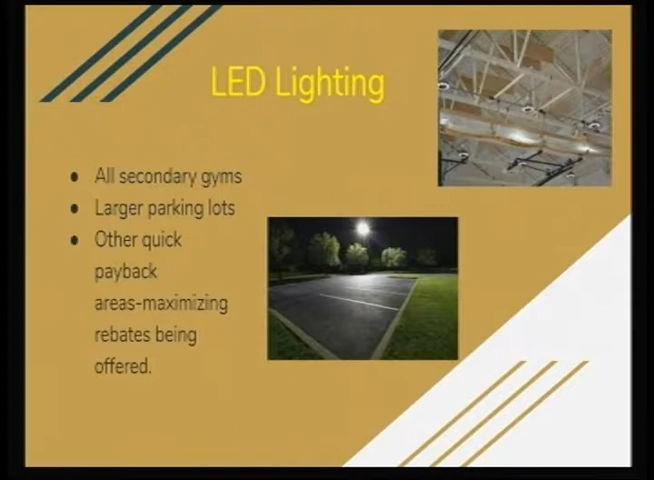 LED Lighting
● All secondary gyms
● Larger parking lots
● Other quick
payback
areas-maximizing
rebates being
offered.